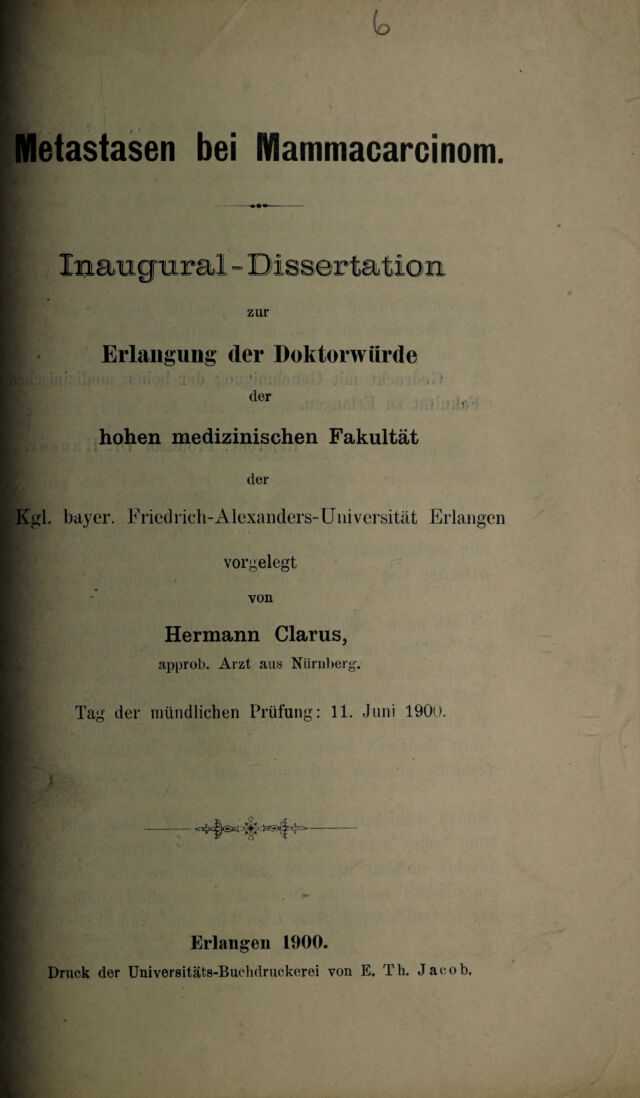 6
Metastasen bei Mammacarcinom.
Inaugural-Dissertation
zur
Erlangung der Doktorwürde
der
hohen medizinischen Fakultät
der
Kgl. bayer. Friedrich-Alexanders-Universität Erlangen
vorgelegt
von
Hermann Clarus,
approb. Arzt aus Nürnberg.
Tag der mündlichen Prüfung: 11. Juni 1900.
Erlangen 1900.
Druck der Universitäts-Buchdruckerei von E. Th. Jacob.